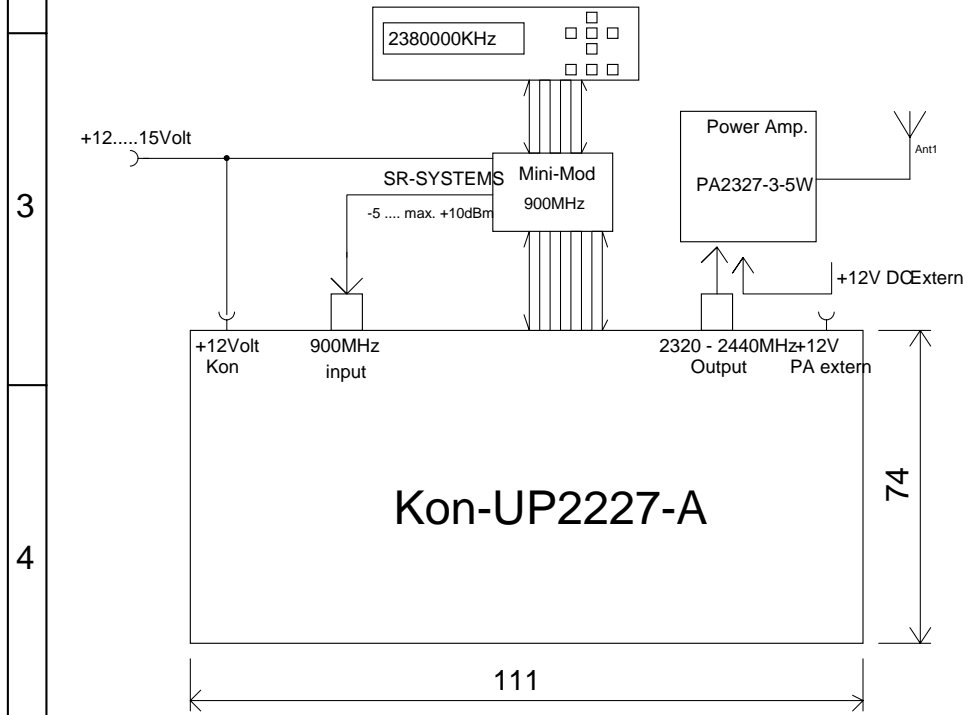 2380000KHz
+12.....15Volt
Power Amp.
Ant1
SR-SYSTEMS
Mini-Mod
3
PA2327-3-5W
900MHz
-5 .... max. +10dBm
+12V DCExtern
+12Volt
Kon
900MHz
input
2320 - 2440MHz
Output
+12V
PA extern
Kon-UP2227-A
74
4
111